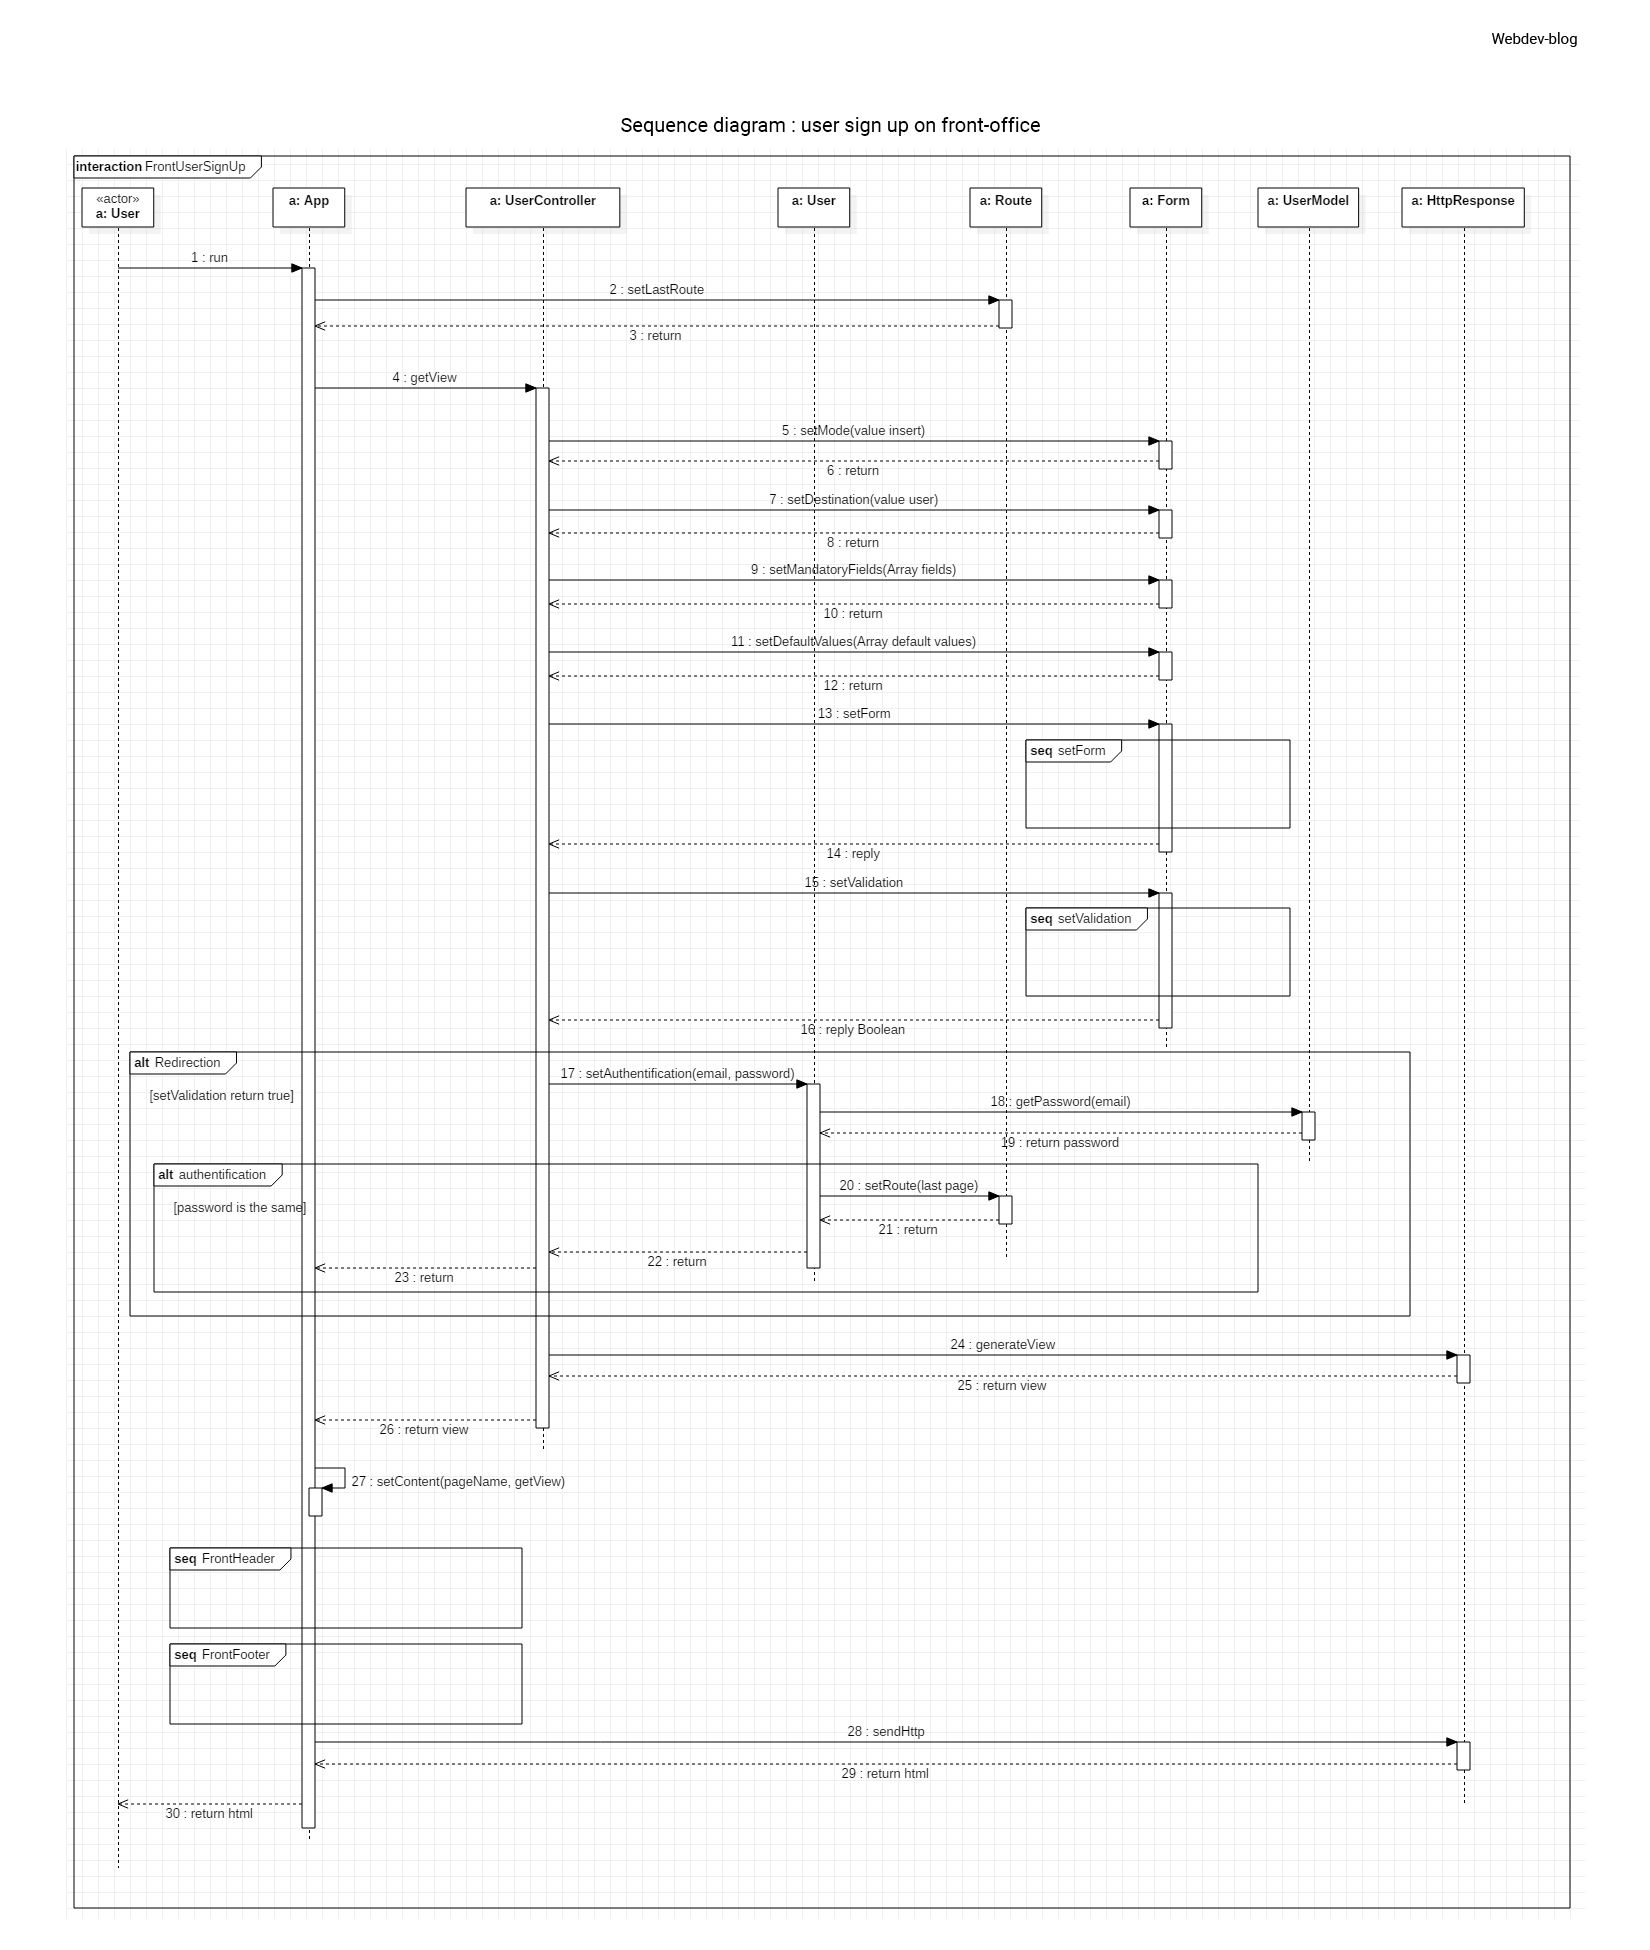 Webdev-blog
Sequence diagram : user sign up on front-office
interaction FrontUserSignUp
«actor»
a: User
a: App
a: UserController
a: User
a: Route
a: Form
a: UserModel
a: HttpResponse
1 : run
2 : setLastRoute
3 : return
4 : getView
5 : setMode(value insert)
6 : return
7 : setDestination(value user)
8 : return
9 : setMandatoryFields(Array fields)
10 : return
11 : setDefaultValues(Array default values)
12 : return
13 : setForm
seq setForm
14 : reply
15 : setValidation
seq setValidation
16 : reply Boolean
alt Redirection
17 : setAuthentification(email, password)
[setValidation return true]
18 : getPassword(email)
19 : return password
alt authentification
20 : setRoute(last page)
[password is the same]
21 : return
22 : return
23 : return
24 : generateView
25 : return view
26 : return view
27 : setContent(pageName, getView)
seq FrontHeader
seq FrontFooter
28 : sendHttp
29 : return html
30 : return html